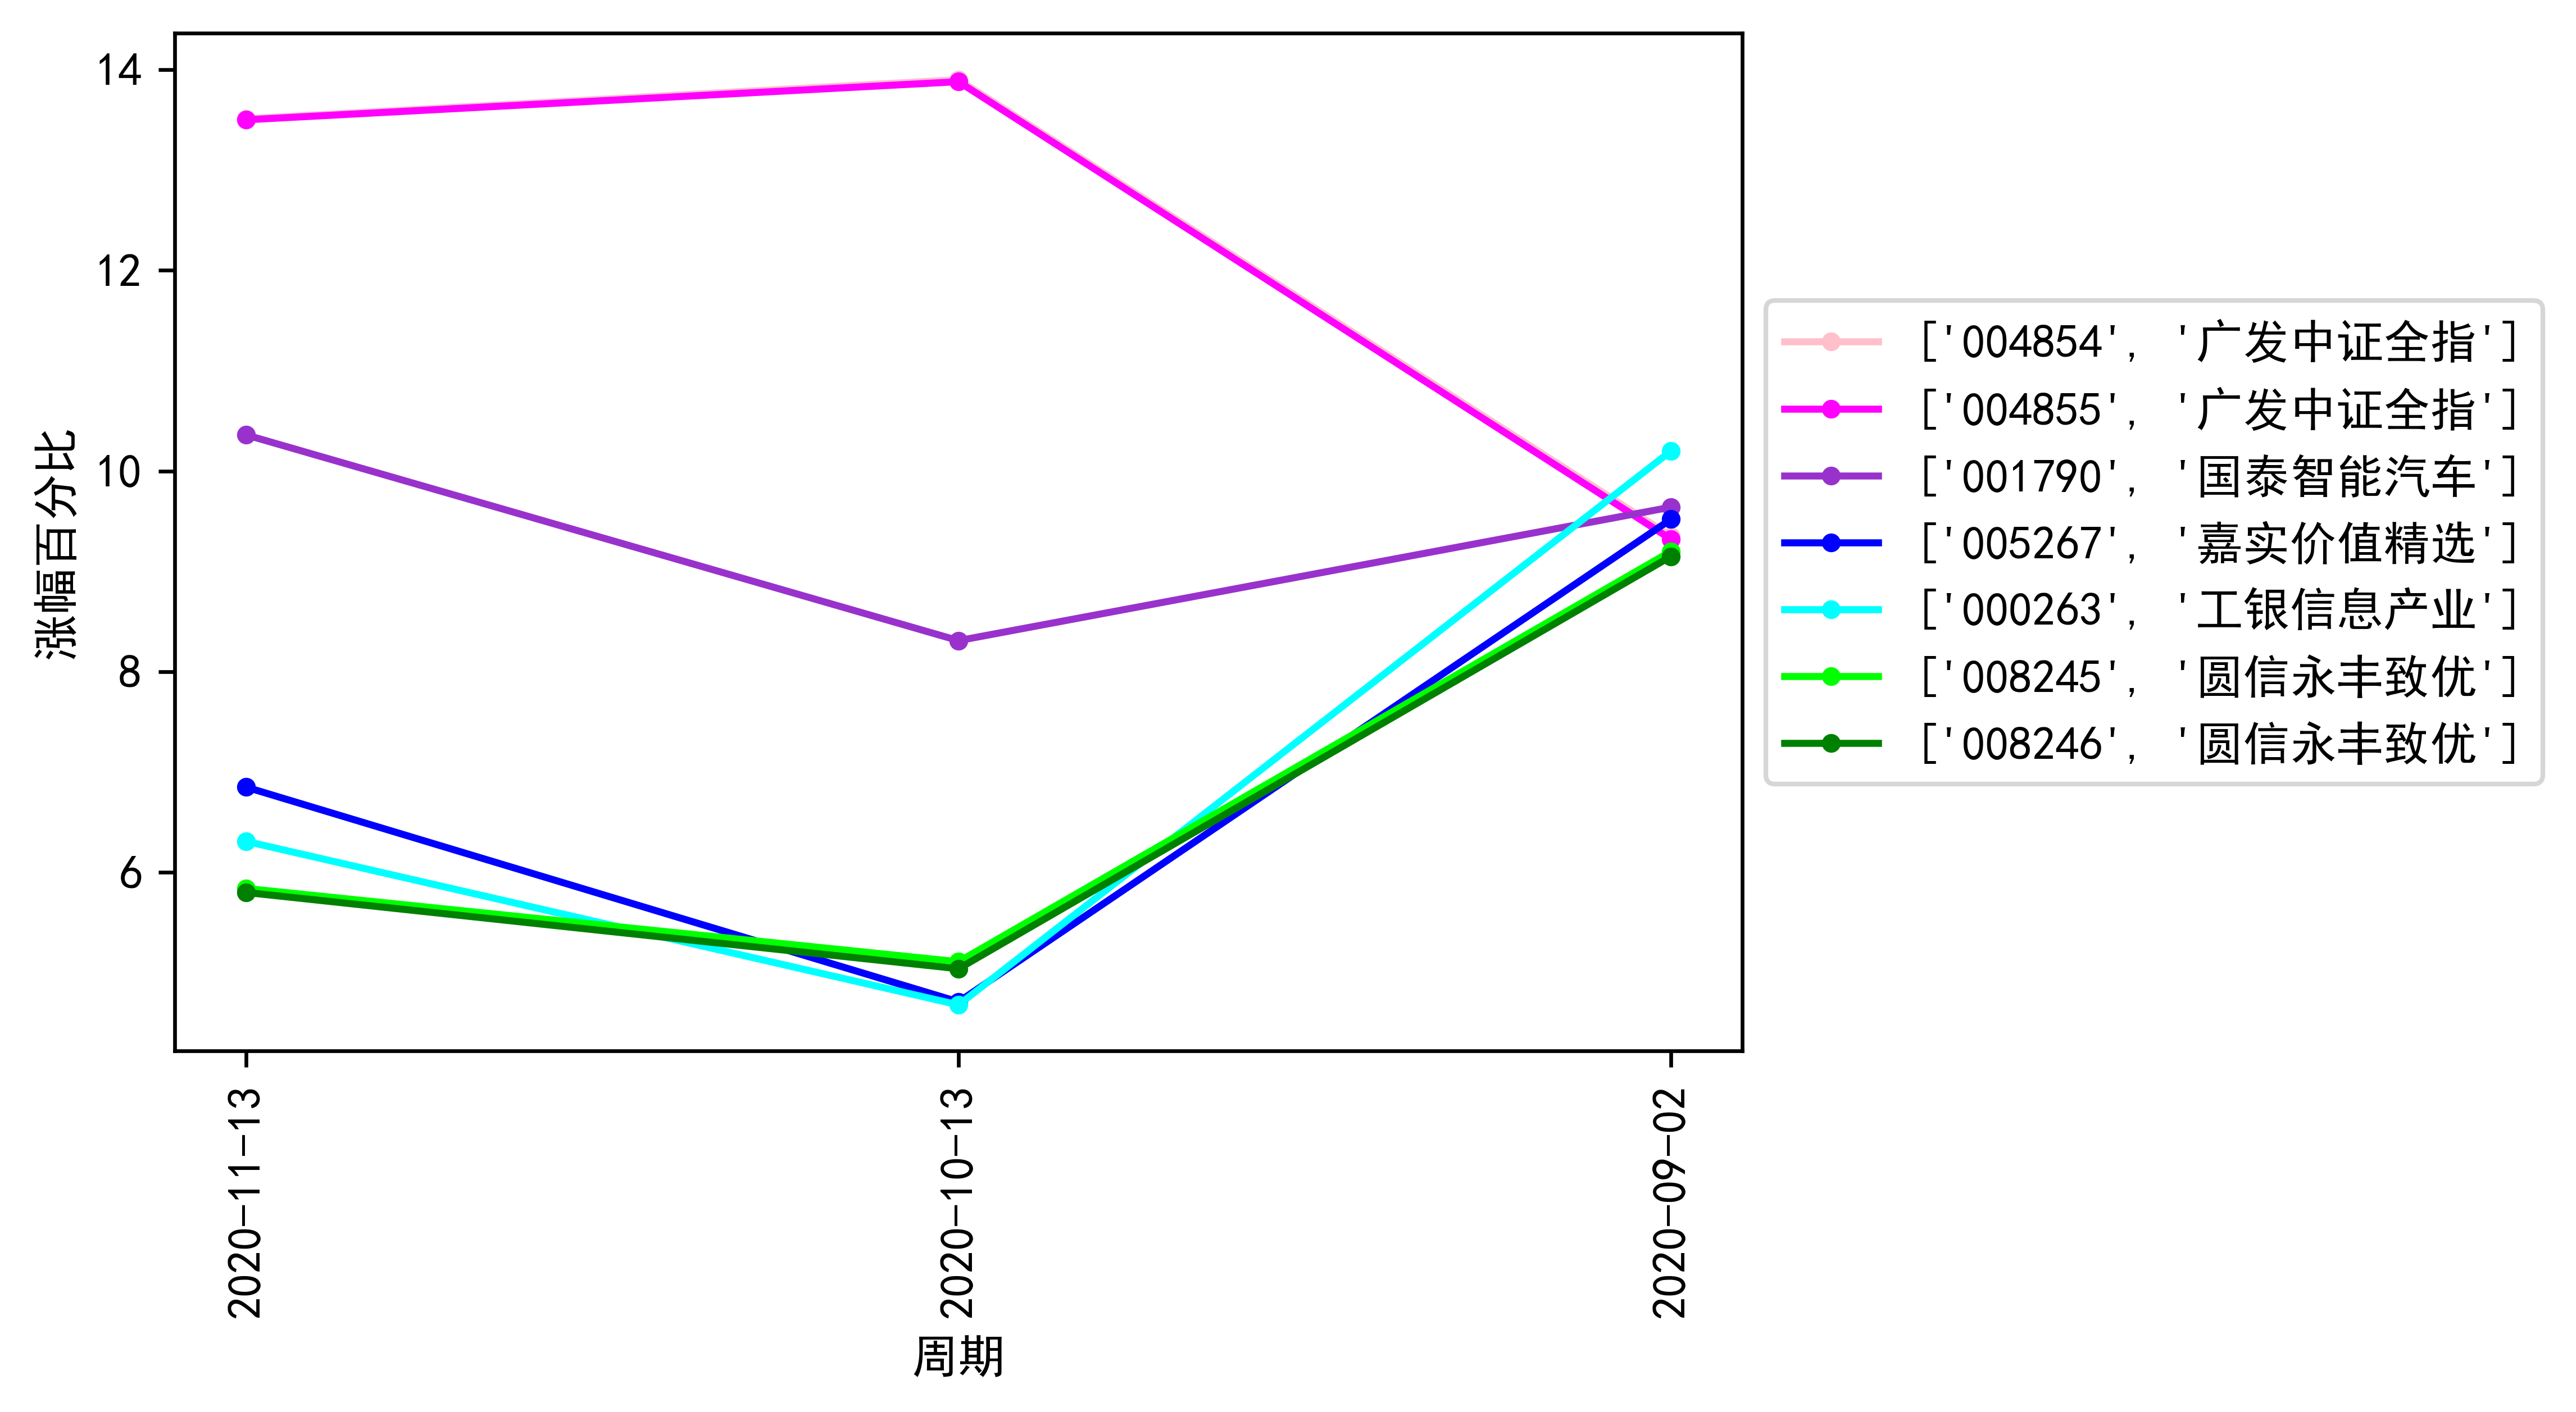 14
12
10
8
6
涨幅百分比
2020-11-13
2020-10-13
2020-09-02
周期
['004854', '广发中证全指']
['004855', '广发中证全指']
['001790', '国泰智能汽车']
['005267', '嘉实价值精选']
['000263', '工银信息产业']
['008245', '圆信永丰致优']
['008246', '圆信永丰致优']